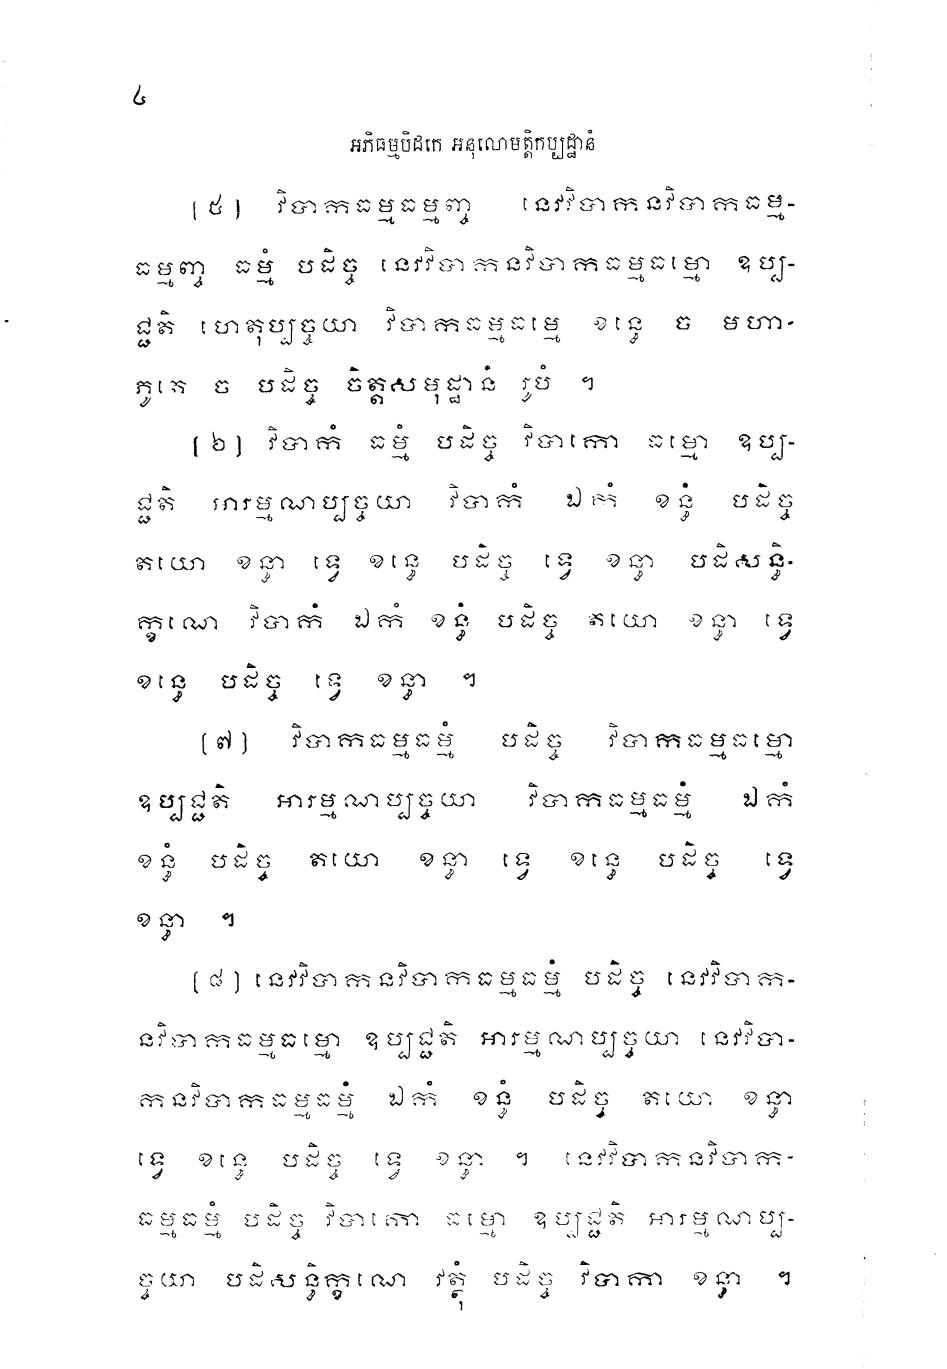 ៤
អភិធម្មបិដកេ អនុលោមត្តិកប្បដ្ឋានំ
(៥) វិបាកធម្មធម្មញ្ច នេវវិបាកនវិបាកធម្ម-
ធម្មញ្ច ធម្មំ បដិច្ច នេវវិបាកនវិបាកធម្មធម្មោ ឧប្ប-
ជ្ជតិ ហេតុប្បច្ចយា វិបាកធម្មធម្មេ ខន្ធេ ច មហា-
ភូតេ ច បដិច្ច ចិត្តសមុដ្ឋានំ រូបំ ។
(៦) វិបាកំ ធម្មំ បដិច្ច វិបាកោ ធម្មោ ឧប្ប-
ជ្ជតិ អារម្មណប្បច្ចយា វិបាកំ ឯកំ ខន្ធំ បដិច្ច
តយោ ខន្ធា ទ្វេ ខន្ធេ បដិច្ច ទ្វេ ខន្ធា បដិសន្ធិ-
ក្ខណេ វិបាកំ ឯកំ ខន្ធំ បដិច្ច តយោ ខន្ធា ទ្វេ
ខន្ធេ បដិច្ច ទ្វេ ខន្ធា ។
(៧) វិបាកធម្មធម្មំ បដិច្ច វិបាកធម្មធម្មោ
ឧប្បជ្ជតិ អារម្មណប្បច្ចយា វិបាកធម្មធម្មំ ឯកំ
ខន្ធំ បដិច្ច តយោ ខន្ធា ទ្វេ ខន្ធេ បដិច្ច ទ្វេ
ខន្ធា ។
(៨) នេវវិបាកនវិបាកធម្មធម្មំ បដិច្ច នេវវិបាក-
នវិបាកធម្មធម្មោ ឧប្បជ្ជតិ អារម្មណប្បច្ចយា នេវវិបា-
កនវិបាកធម្មធម្មំ ឯកំ ខន្ធំ បដិច្ច តយោ ខន្ធា
ទ្វេ ខន្ធេ បដិច្ច ទ្វេ ខន្ធា ។ នេវវិបាកនវិបាក-
ធម្មធម្មំ បដិច្ច វិបាកោ ធម្មោ ឧប្បជ្ជតិ អារម្មណប្ប-
ច្ចយា បដិសន្ធិក្ខណេ វត្ថុំ បដិច្ច វិបាកា ខន្ធា ។